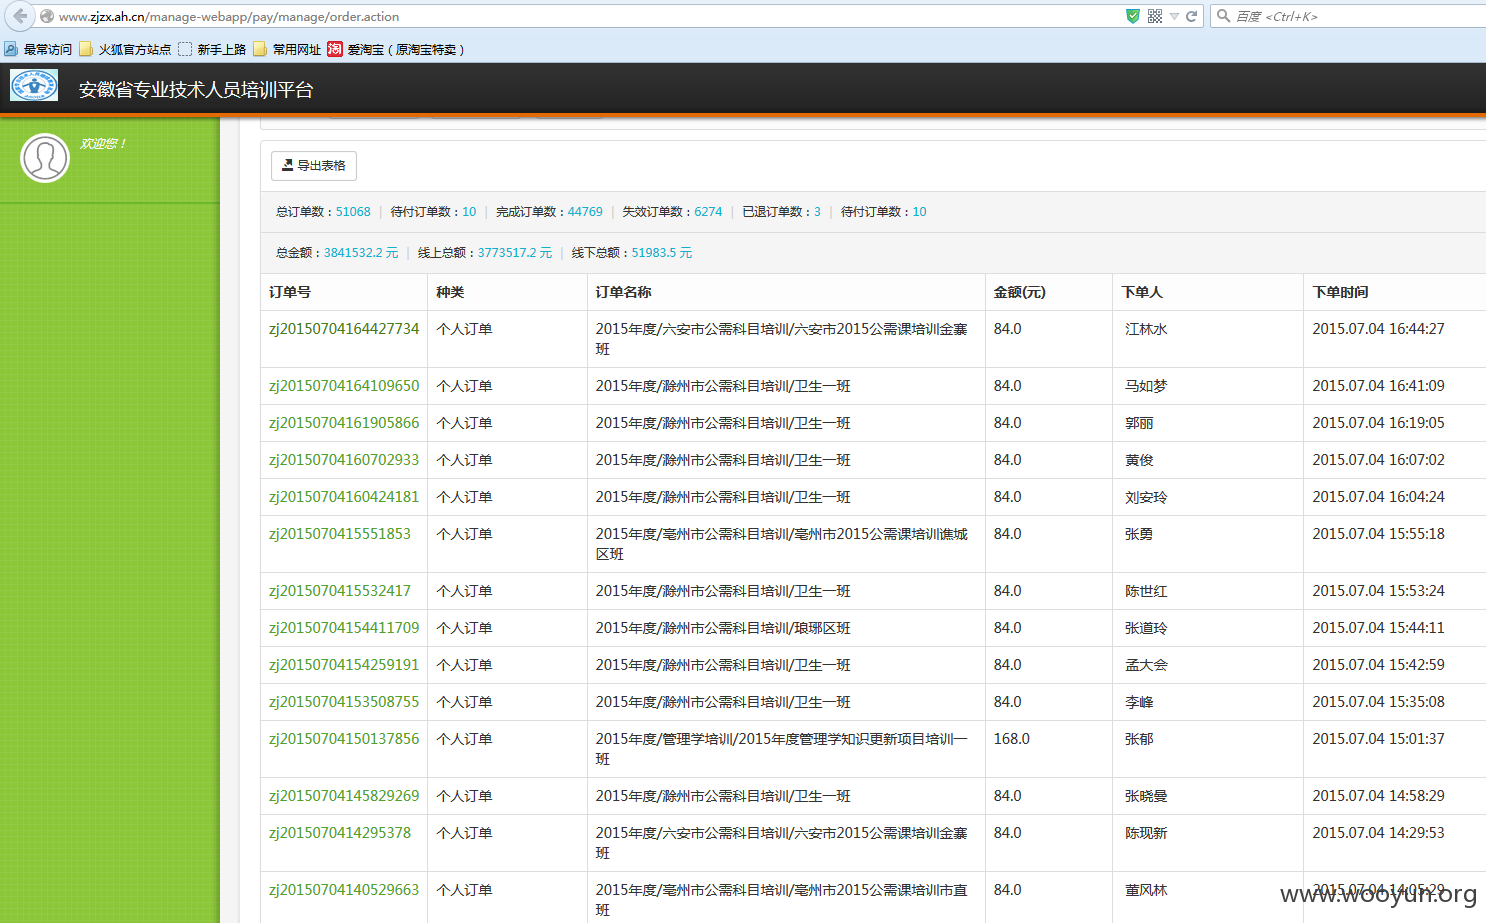 www.zjzx.ah.cn/manage-webapp/pay/manage/order.action
百度 <Ctrl+K>
最常访问 火狐官方站点 新手上路 常用网址 淘 爱淘宝（原淘宝特卖）
安徽省专业技术人员培训平台
欢迎您！
导出表格
总订单数：51068 | 待付订单数：10 | 完成订单数：44769 | 失效订单数：6274 | 已退订单数：3 | 待付订单数：10
总金额：3841532.2 元 | 线上总额：3773517.2 元 | 线下总额：51983.5 元
订单号 种类 订单名称 金额(元) 下单人 下单时间
zj20150704164427734 个人订单 2015年度/六安市公需科目培训/六安市2015公需课培训金寨 84.0 江林水 2015.07.04 16:44:27
班
zj20150704164109650 个人订单 2015年度/滁州市公需科目培训/卫生一班 84.0 马如梦 2015.07.04 16:41:09
zj20150704161905866 个人订单 2015年度/滁州市公需科目培训/卫生一班 84.0 郭丽 2015.07.04 16:19:05
zj20150704160702933 个人订单 2015年度/滁州市公需科目培训/卫生一班 84.0 黄俊 2015.07.04 16:07:02
zj20150704160424181 个人订单 2015年度/滁州市公需科目培训/卫生一班 84.0 刘安玲 2015.07.04 16:04:24
zj2015070415551853 个人订单 2015年度/亳州市公需科目培训/亳州市2015公需课培训谯城 84.0 张勇 2015.07.04 15:55:18
区班
zj2015070415532417 个人订单 2015年度/滁州市公需科目培训/卫生一班 84.0 陈世红 2015.07.04 15:53:24
zj20150704154411709 个人订单 2015年度/滁州市公需科目培训/琅琊区班 84.0 张道玲 2015.07.04 15:44:11
zj20150704154259191 个人订单 2015年度/滁州市公需科目培训/卫生一班 84.0 孟大会 2015.07.04 15:42:59
zj20150704153508755 个人订单 2015年度/滁州市公需科目培训/卫生一班 84.0 李峰 2015.07.04 15:35:08
zj20150704150137856 个人订单 2015年度/管理学培训/2015年度管理学知识更新项目培训一 168.0 张郁 2015.07.04 15:01:37
班
zj20150704145829269 个人订单 2015年度/滁州市公需科目培训/卫生一班 84.0 张晓曼 2015.07.04 14:58:29
zj2015070414295378 个人订单 2015年度/六安市公需科目培训/六安市2015公需课培训金寨 84.0 陈现新 2015.07.04 14:29:53
班
zj20150704140529663 个人订单 2015年度/亳州市公需科目培训/亳州市2015公需课培训市直 84.0 董风林 2015.07.04 14:05:29
班
www.wooyun.org